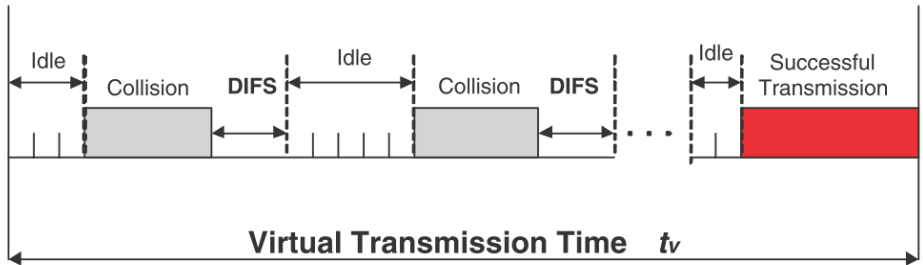 Idle
Collision
DIFS
Idle
Collision
DIFS
Idle
Successful
Transmission
Virtual Transmission Time tv